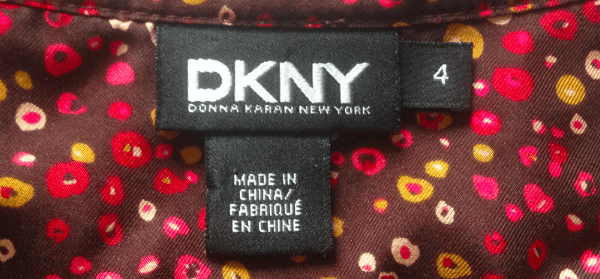 DKNY
DONNA KARAN NEW YORK
4
MADE IN
CHINA/
FABRIQUÉ
EN CHINE